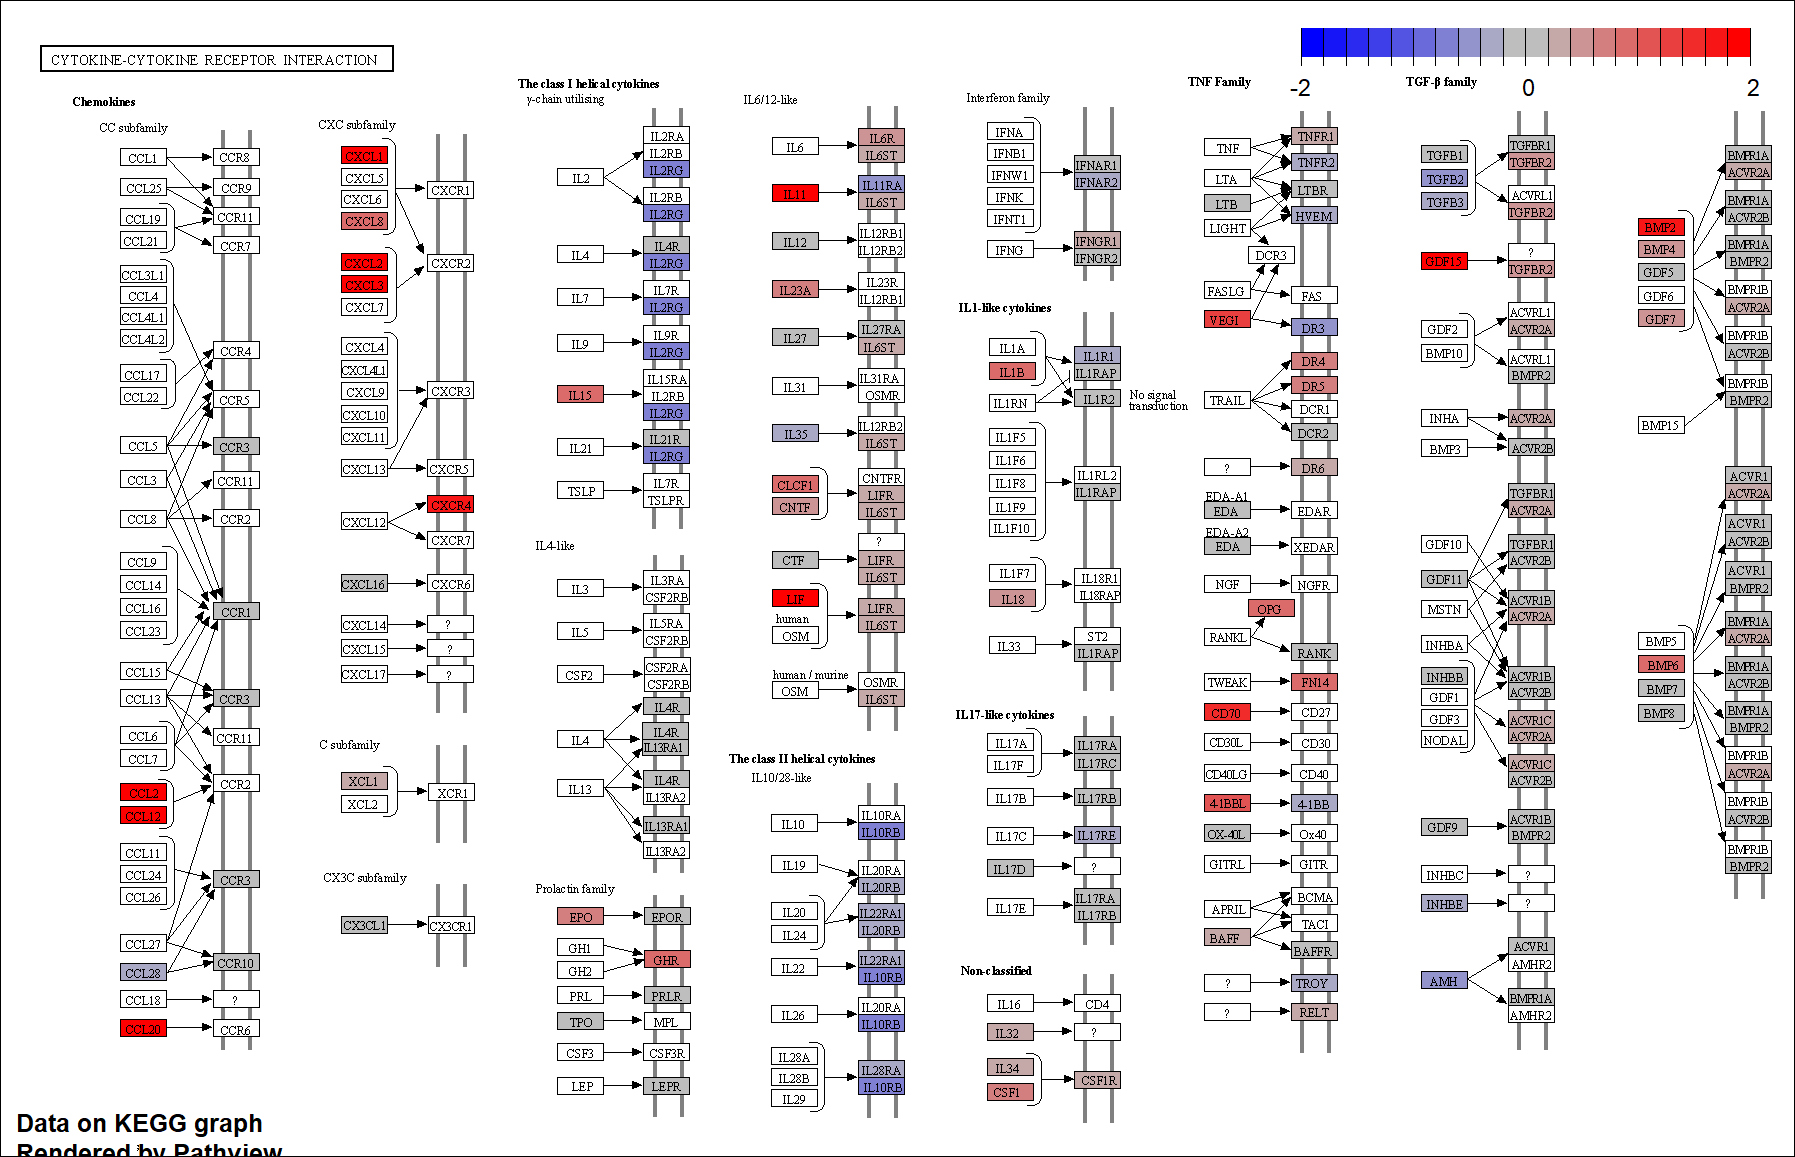 CYTOKINE-CYTOKINE RECEPTOR INTERACTION
-2
0
2
Chemokines
CC subfamily
CCL1
CCR8
CCL25
CCR9
CCL19
CCR11
CCL21
CCR7
CCL3L1
CCL4
CCL4L1
CCL4L2
CCR4
CCL17
CCL22
CCR5
CCL5
CCR3
CCL3
CCR11
CCL8
CCR2
CCL9
CCL14
CCL16
CCL23
CCR1
CCL15
CCL13
CCR3
CCL6
CCR11
CCL7
CCR2
CCL2
CCL12
CCL11
CCL24
CCL26
CCR3
CCL27
CCR10
CCL28
CCL18
?
CCL20
CCR6
CXC subfamily
CXCL1
CXCL5
CXCL6
CXCL8
CXCR1
CXCL2
CXCL3
CXCL7
CXCR2
CXCL4
CXCL4L1
CXCL9
CXCL10
CXCL11
CXCR3
CXCL13
CXCR5
CXCR4
CXCL12
CXCR7
CXCL16
CXCR6
CXCL14
?
CXCL15
?
CXCL17
?
C subfamily
XCL1
XCL2
XCR1
CX3C subfamily
CX3CL1
CX3CR1
The class I helical cytokines
γ-chain utilising
IL2RA
IL2RB
IL2RG
IL2
IL2RB
IL2RG
IL4
IL4R
IL2RG
IL7
IL7R
IL2RG
IL9
IL9R
IL2RG
IL15
IL15RA
IL2RB
IL2RG
IL21
IL21R
IL2RG
TSLP
IL7R
TSLPR
IL4-like
IL3
IL3RA
CSF2RB
IL5
IL5RA
CSF2RB
CSF2
CSF2RA
CSF2RB
IL4R
IL4
IL4R
IL13RA1
IL13
IL4R
IL13RA2
IL13RA1
IL13RA2
Prolactin family
EPO
EPOR
GH1
GH2
GHR
PRL
PRLR
TPO
MPL
CSF3
CSF3R
LEP
LEPR
IL6/12-like
IL6
IL6R
IL6ST
IL11
IL11RA
IL6ST
IL12
IL12RB1
IL12RB2
IL23A
IL23R
IL12RB1
IL27
IL27RA
IL6ST
IL31
IL31RA
OSMR
IL35
IL12RB2
IL6ST
CLCF1
CNTF
CNTFR
LIFR
IL6ST
CTF
?
LIFR
IL6ST
LIF
human
OSM
LIFR
IL6ST
human / murine
OSM
OSMR
IL6ST
The class II helical cytokines
IL10/28-like
IL10
IL10RA
IL10RB
IL19
IL20RA
IL20RB
IL20
IL24
IL22RA1
IL20RB
IL22
IL22RA1
IL10RB
IL26
IL20RA
IL10RB
IL28A
IL28B
IL29
IL28RA
IL10RB
Interferon family
IFNA
IFNB1
IFNW1
IFNK
IFNT1
IFNAR1
IFNAR2
IFNG
IFNGR1
IFNGR2
IL1-like cytokines
IL1A
IL1B
IL1RN
IL1R1
IL1RAP
IL1R2
No signal
transduction
IL1F5
IL1F6
IL1F8
IL1F9
IL1F10
IL1RL2
IL1RAP
IL1F7
IL18
IL18R1
IL18RAP
IL33
ST2
IL1RAP
IL17-like cytokines
IL17A
IL17F
IL17RA
IL17RC
IL17B
IL17RB
IL17C
IL17RE
IL17D
?
IL17E
IL17RA
IL17RB
Non-classified
IL16
CD4
IL32
?
IL34
CSF1
CSF1R
TNF Family
TNF
TNFR1
TNFR2
LTA
LTB
LTBR
LIGHT
HVEM
DCR3
FASLG
FAS
VEGI
DR3
DR4
DR5
TRAIL
DCR1
DCR2
?
DR6
EDA-A1
EDA
EDAR
EDA-A2
EDA
XEDAR
NGF
NGFR
OPG
RANKL
RANK
TWEAK
FN14
CD70
CD27
CD30L
CD30
CD40LG
CD40
4-1BBL
4-1BB
OX-40L
Ox40
GITRL
GITR
BCMA
APRIL
TACI
BAFF
BAFFR
?
TROY
?
RELT
TGF-β family
TGFB1
TGFB2
TGFB3
TGFBR1
TGFBR2
ACVRL1
TGFBR2
GDF15
?
TGFBR2
GDF2
BMP10
ACVRL1
ACVR2A
ACVRL1
BMPR2
INHA
ACVR2A
BMP3
ACVR2B
TGFBR1
ACVR2A
GDF10
TGFBR1
ACVR2B
GDF11
MSTN
ACVR1B
ACVR2A
INHBA
INHBB
GDF1
GDF3
NODAL
ACVR1B
ACVR2B
ACVR1C
ACVR2A
ACVR1C
ACVR2B
GDF9
ACVR1B
BMPR2
INHBC
?
INHBE
?
AMH
ACVR1
AMHR2
BMPR1A
AMHR2
BMP2
BMP4
GDF5
GDF6
GDF7
BMPR1A
ACVR2A
BMPR1A
ACVR2B
BMPR1A
BMPR2
BMPR1B
ACVR2A
BMPR1B
ACVR2B
BMPR1B
BMPR2
BMP15
ACVR1
ACVR2A
ACVR1
ACVR2B
ACVR1
BMPR2
BMP5
BMP6
BMP7
BMP8
BMPR1A
ACVR2A
BMPR1A
ACVR2B
BMPR1A
BMPR2
BMPR1B
ACVR2A
BMPR1B
ACVR2B
BMPR1B
BMPR2
Data on KEGG graph
Rendered by Pathview